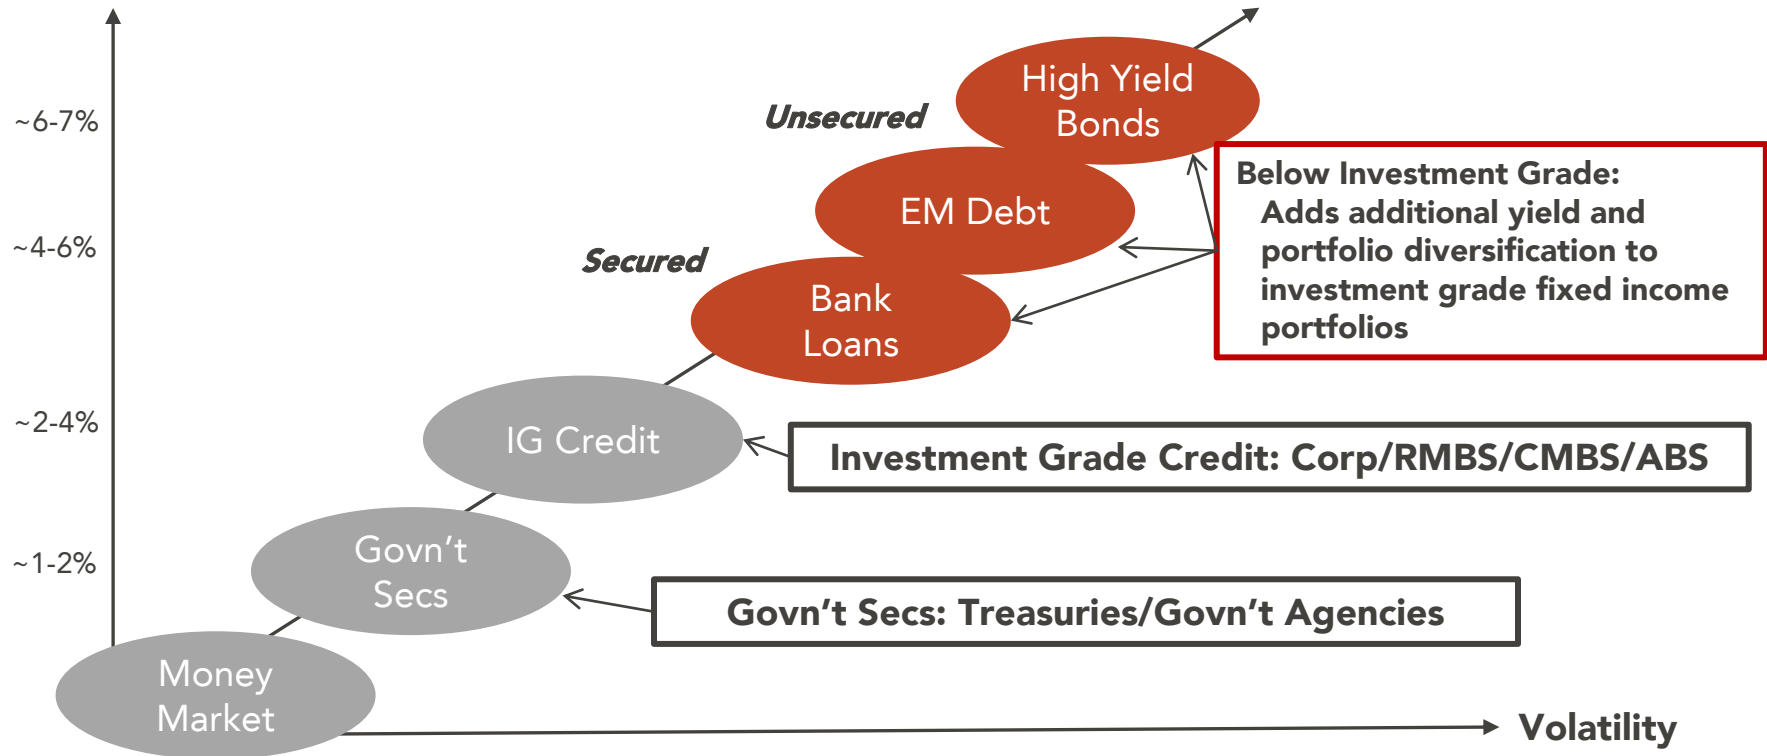 High Yield
Bonds
~6-7%
Unsecured
Below Investment Grade:
Adds additional yield and
portfolio diversification to
investment grade fixed income
portfolios
EM Debt
~4-6%
Secured
Bank
Loans
~2-4%
IG Credit
Investment Grade Credit: Corp/RMBS/CMBS/ABS
~1-2%
Govn’t
Secs
Govn’t Secs: Treasuries/Govn’t Agencies
Money
Market
Volatility